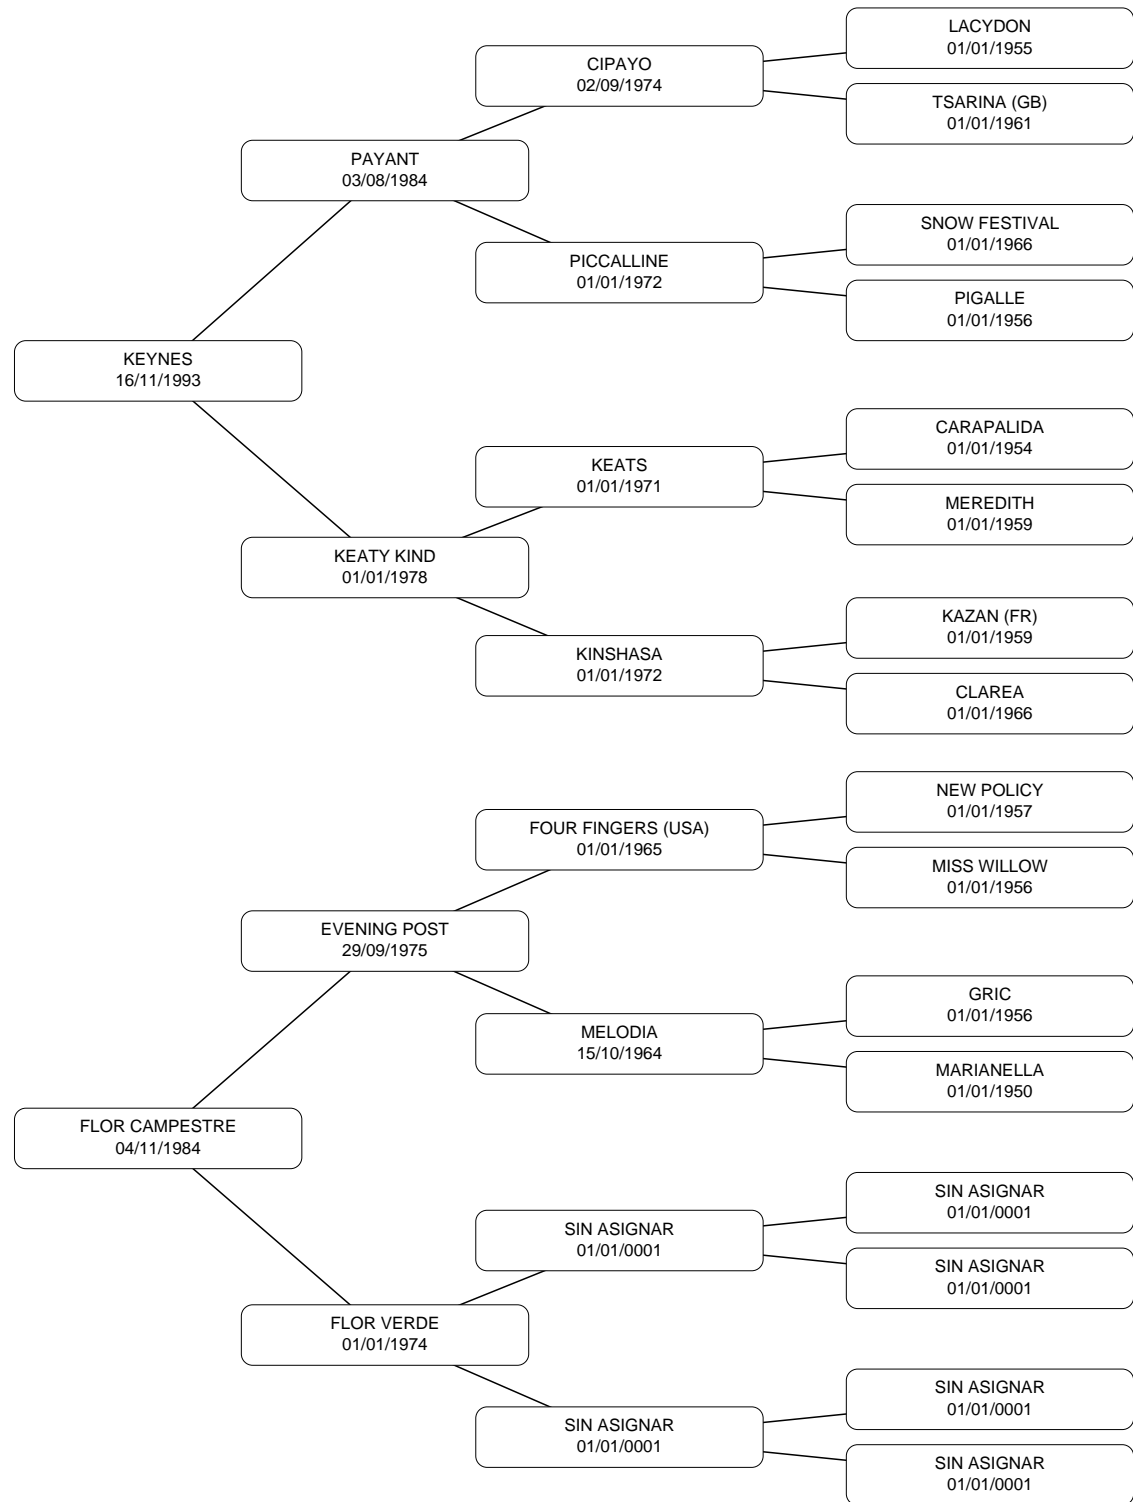 LACYDON
01/01/1955
CIPAYO
02/09/1974
TSARINA (GB)
01/01/1961
PAYANT
03/08/1984
SNOW FESTIVAL
01/01/1966
PICCALLINE
01/01/1972
PIGALLE
01/01/1956
KEYNES
16/11/1993
CARAPALIDA
01/01/1954
KEATS
01/01/1971
MEREDITH
01/01/1959
KEATY KIND
01/01/1978
KAZAN (FR)
01/01/1959
KINSHASA
01/01/1972
CLAREA
01/01/1966
NEW POLICY
01/01/1957
FOUR FINGERS (USA)
01/01/1965
MISS WILLOW
01/01/1956
EVENING POST
29/09/1975
GRIC
01/01/1956
MELODIA
15/10/1964
MARIANELLA
01/01/1950
FLOR CAMPESTRE
04/11/1984
SIN ASIGNAR
01/01/0001
SIN ASIGNAR
01/01/0001
SIN ASIGNAR
01/01/0001
FLOR VERDE
01/01/1974
SIN ASIGNAR
01/01/0001
SIN ASIGNAR
01/01/0001
SIN ASIGNAR
01/01/0001